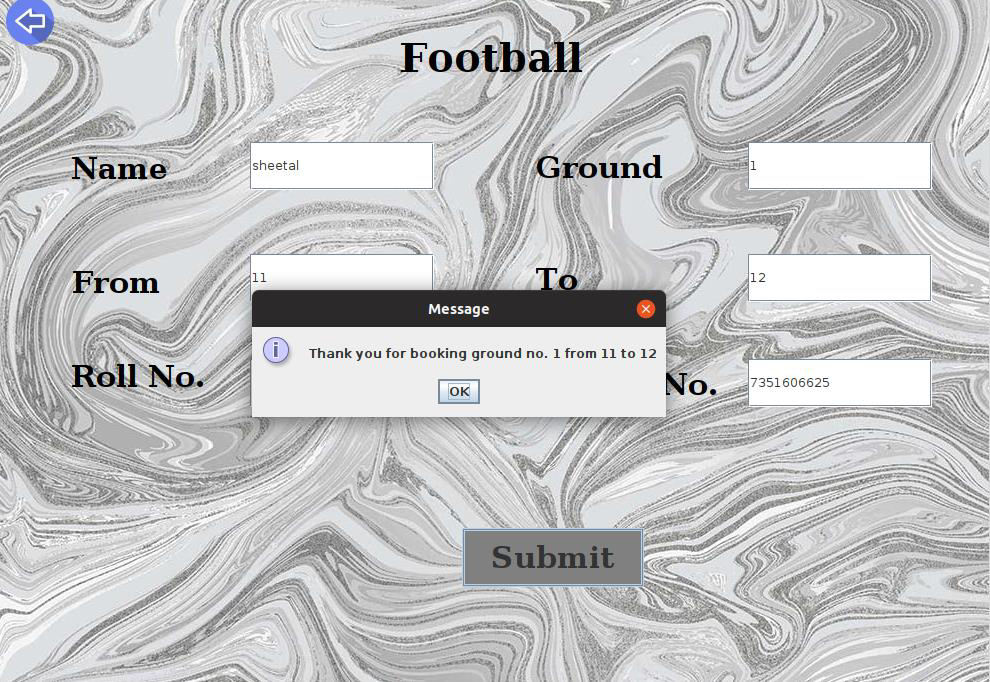 Football
Name sheetal Ground 1
From 11 To 12
Message
Thank you for booking ground no. 1 from 11 to 12
OK
Roll No. No. 7351606625
Submit